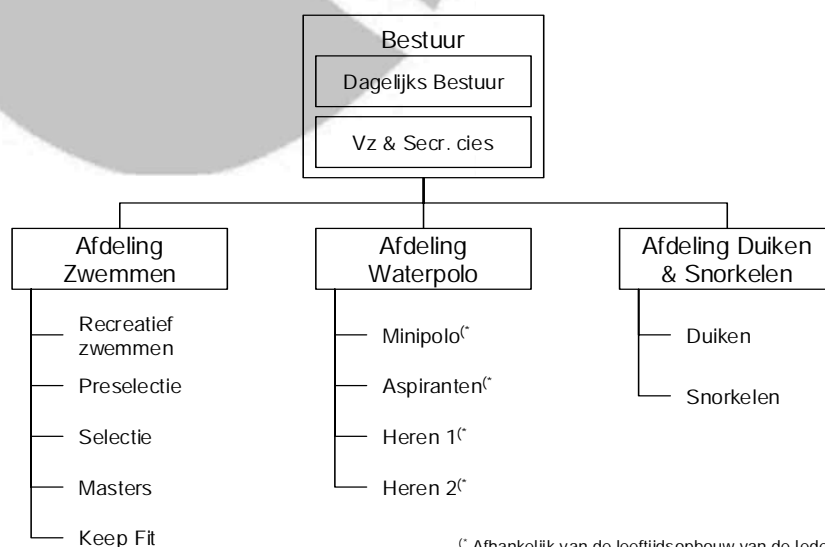 Bestuur
Dagelijks Bestuur
Vz & Secr. cies
Afdeling
Zwemmen
Afdeling
Waterpolo
Afdeling Duiken
& Snorkelen
Recreatief
zwemmen
Preselectie
Selectie
Masters
Keep Fit
Minipolo(*
Aspiranten(*
Heren 1(*
Heren 2(*
Duiken
Snorkelen
(* Afhankelijk van de leeftijdsopbouw van de